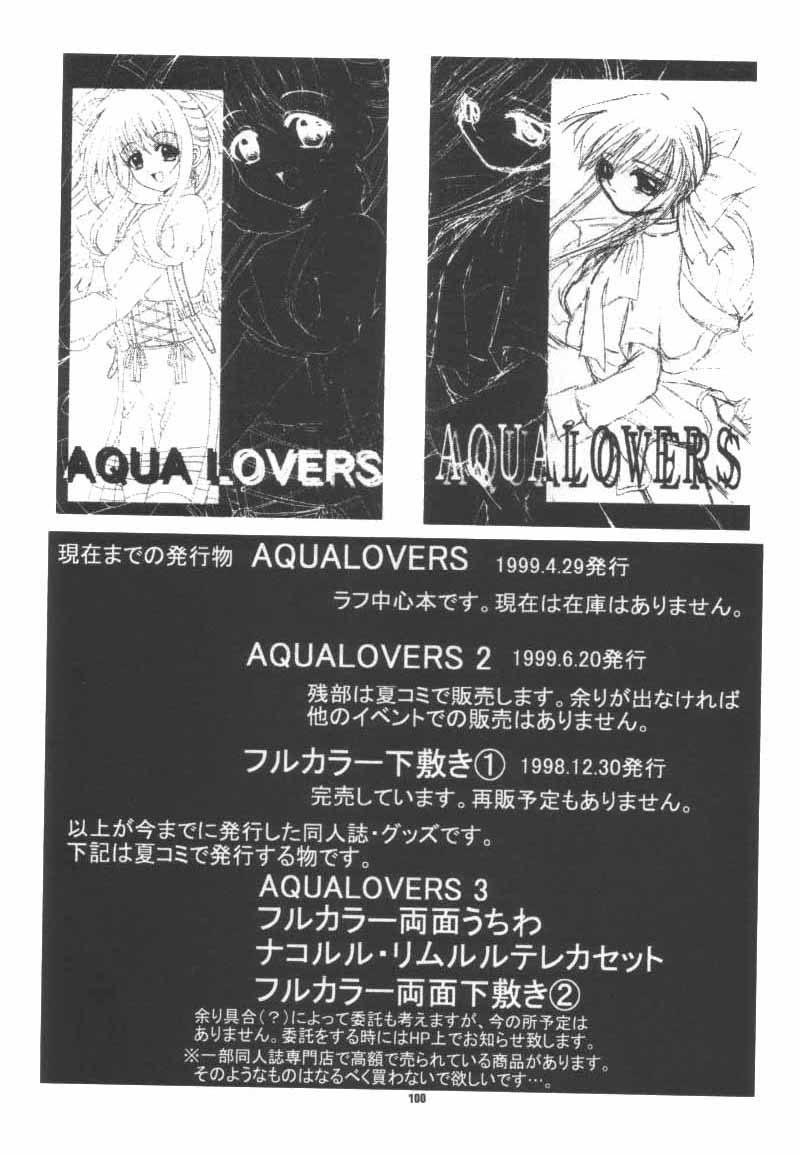 AQUA LOVERS
AQUALOVERS
現在までの発行物 AQUALOVERS 1999.4.29発行
ラフ中心本です。現在は在庫はありません。
AQUALOVERS 2 1999.6.20発行
残部は夏コミで販売します。余りが出なければ
他のイベントでの販売はありません。
フルカラー下敷き① 1998.12.30発行
完売しています。再販予定もありません。
以上が今までに発行した同人誌・グッズです。
下記は夏コミで発行する物です。
AQUALOVERS 3
フルカラー両面うちわ
ナコルル・リムルルテレカセット
フルカラー両面下敷き②
余り具合(?)によって委託も考えますが、今の所予定は
ありません。委託をする時にはHP上でお知らせ致します。
※一部同人誌専門店で高額で売られている商品があります。
そのようなものはなるべく買わないで欲しいです…。
100